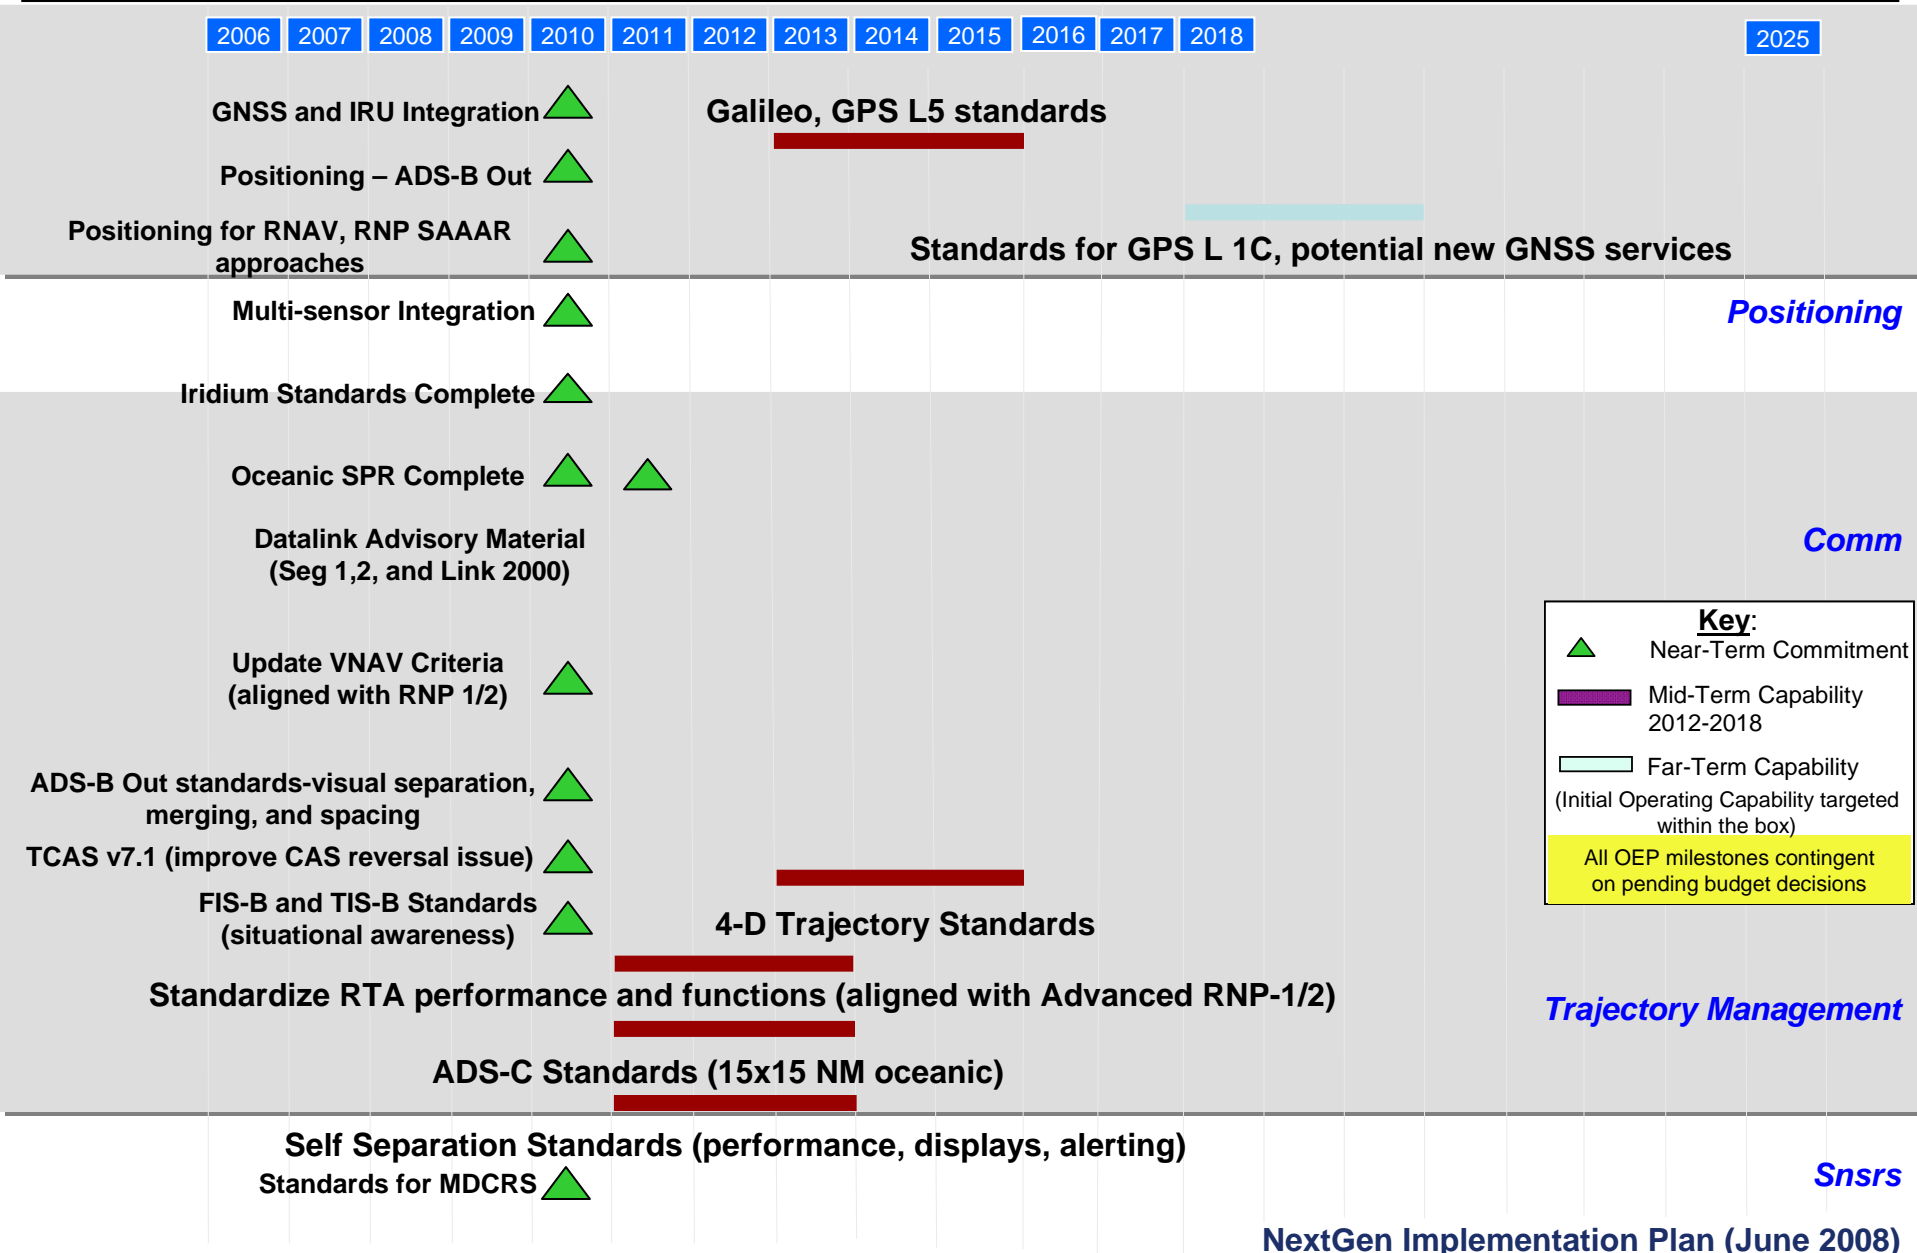 2006 2007 2008 2009 2010 2011 2012 2013 2014 2015 2016 2017 2018 2025
GNSS and IRU Integration
Galileo, GPS L5 standards
Positioning – ADS-B Out
Positioning for RNAV, RNP SAAAR
approaches
Standards for GPS L 1C, potential new GNSS services
Multi-sensor Integration
Positioning
Iridium Standards Complete
Oceanic SPR Complete
Datalink Advisory Material
(Seg 1,2, and Link 2000)
Comm
Key:
Near-Term Commitment
Mid-Term Capability
2012-2018
Far-Term Capability
(Initial Operating Capability targeted
within the box)
All OEP milestones contingent
on pending budget decisions
Update VNAV Criteria
(aligned with RNP 1/2)
ADS-B Out standards-visual separation,
merging, and spacing
TCAS v7.1 (improve CAS reversal issue)
FIS-B and TIS-B Standards
(situational awareness)
4-D Trajectory Standards
Standardize RTA performance and functions (aligned with Advanced RNP-1/2)
Trajectory Management
ADS-C Standards (15x15 NM oceanic)
Self Separation Standards (performance, displays, alerting)
Standards for MDCRS
Snsrs
NextGen Implementation Plan (June 2008)